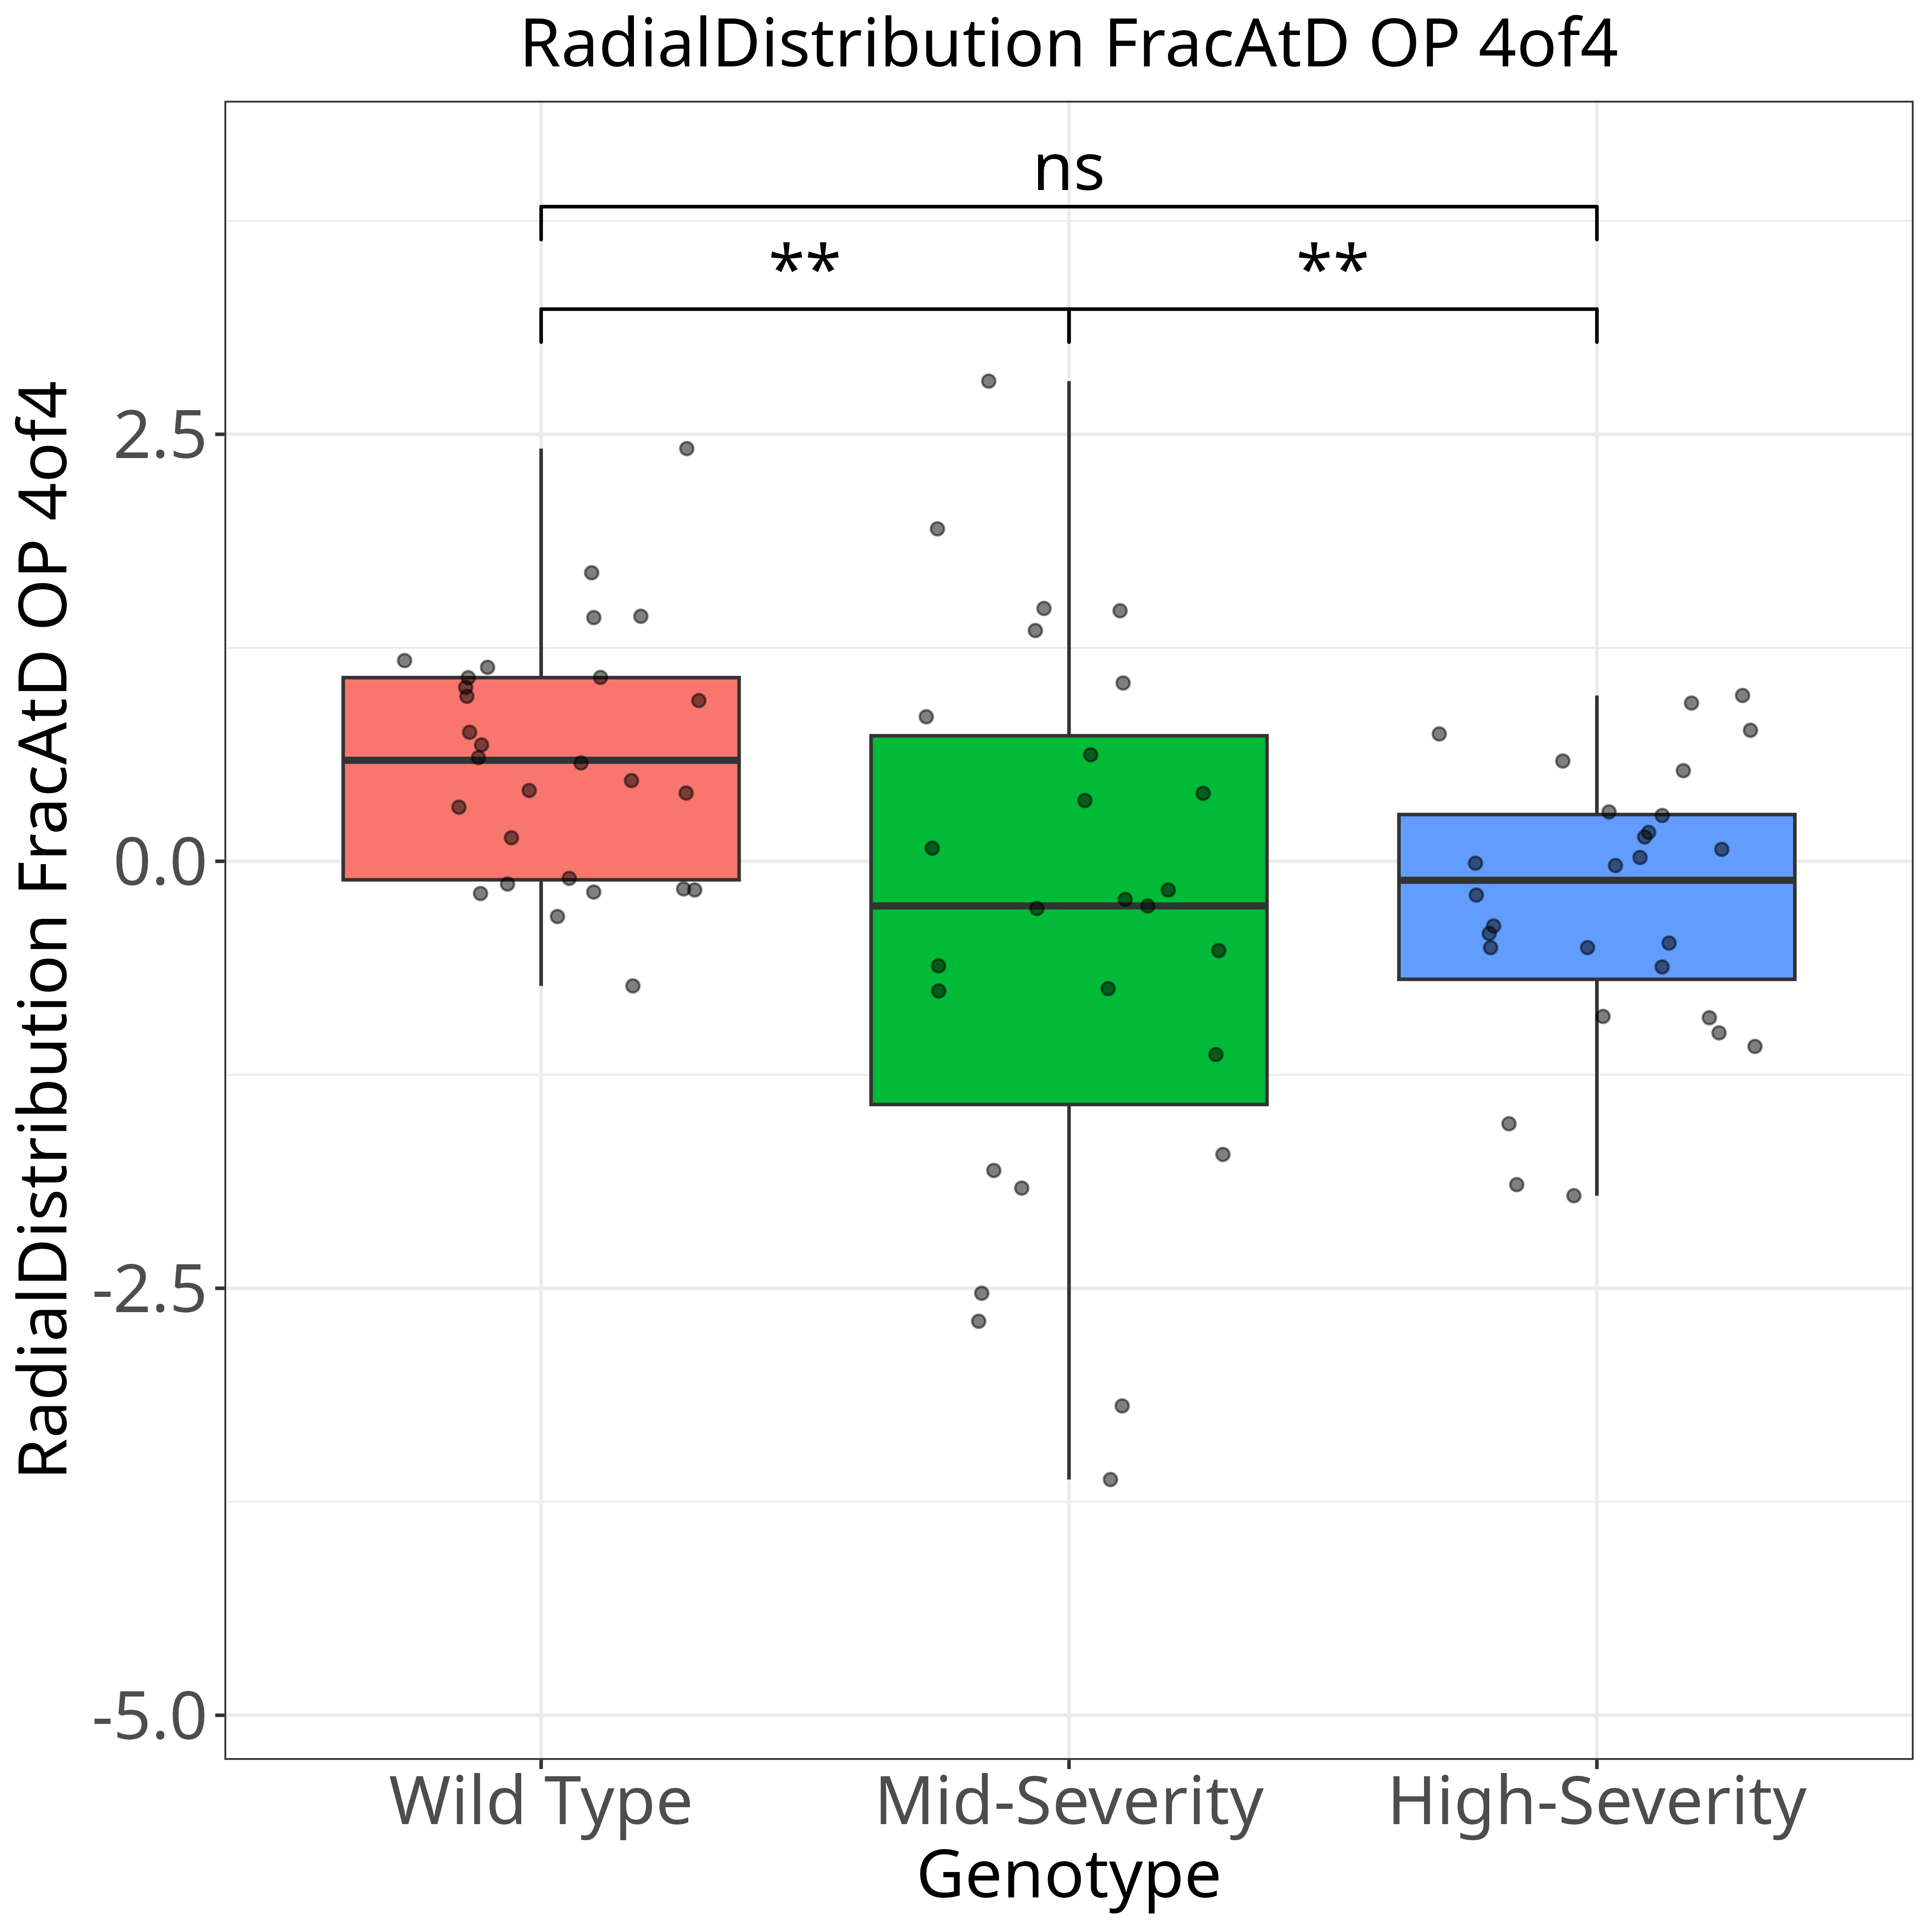 RadialDistribution FracAtD OP 4of4
ns
** **
RadialDistribution FracAtD OP 4of4
2.5
0.0
-2.5
-5.0
Wild Type Mid-Severity High-Severity
Genotype